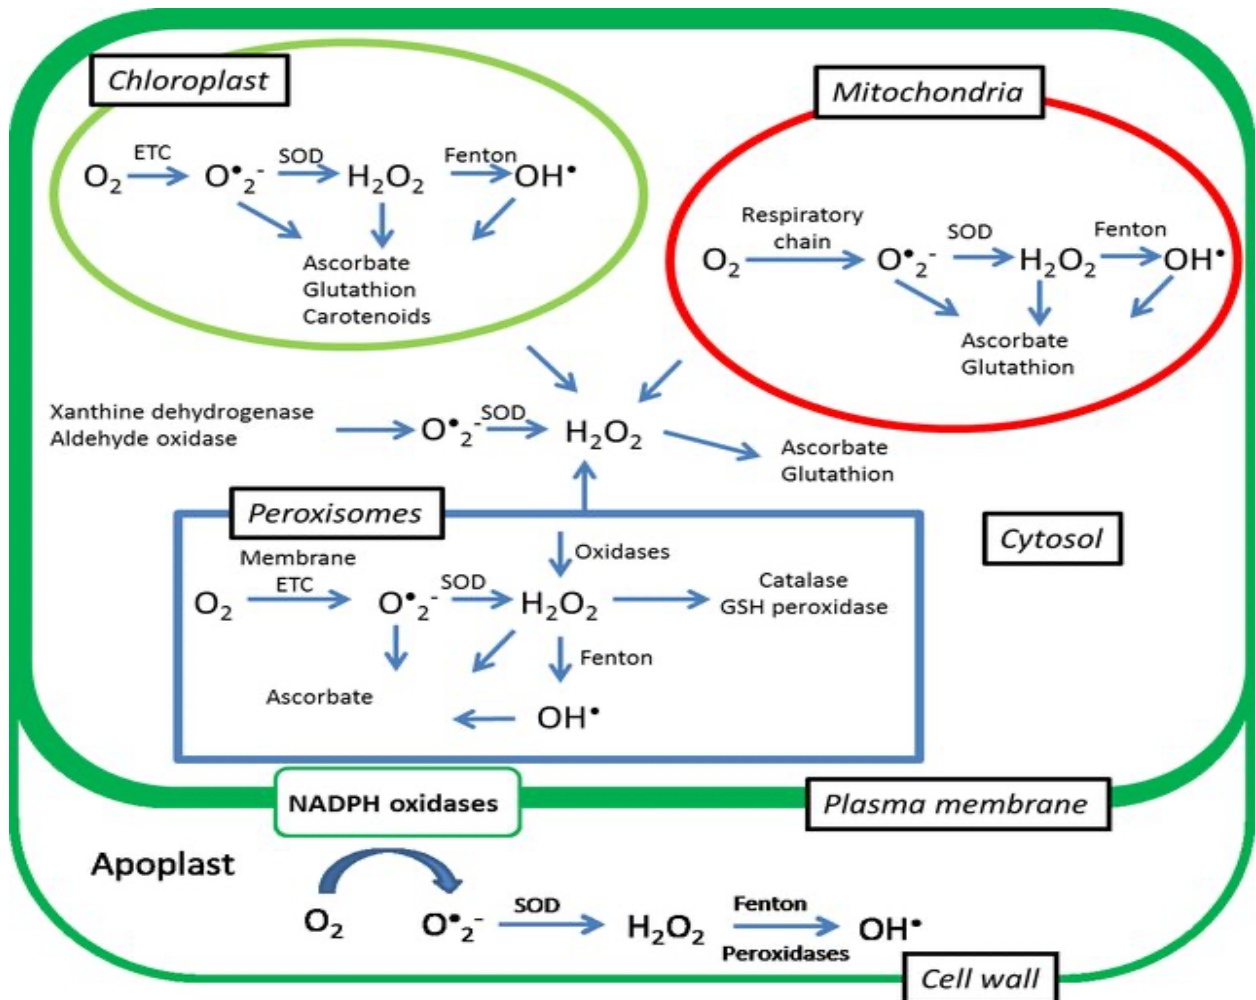 Chloroplast
ETC SOD Fenton
O₂ O•₂⁻ H₂O₂ OH•
Ascorbate
Glutathion
Carotenoids
Mitochondria
Respiratory
chain SOD Fenton
O₂ O•₂⁻ H₂O₂ OH•
Ascorbate
Glutathion
Xanthine dehydrogenase
Aldehyde oxidase
O•₂⁻ SOD H₂O₂
Ascorbate
Glutathion
Peroxisomes
Cytosol
Oxidases
Membrane
ETC SOD
O₂ O•₂⁻ H₂O₂
Catalase
GSH peroxidase
Fenton
Ascorbate
OH•
NADPH oxidases
Plasma membrane
Apoplast
SOD Fenton
O₂ O•₂⁻ H₂O₂ OH•
Peroxidases
Cell wall